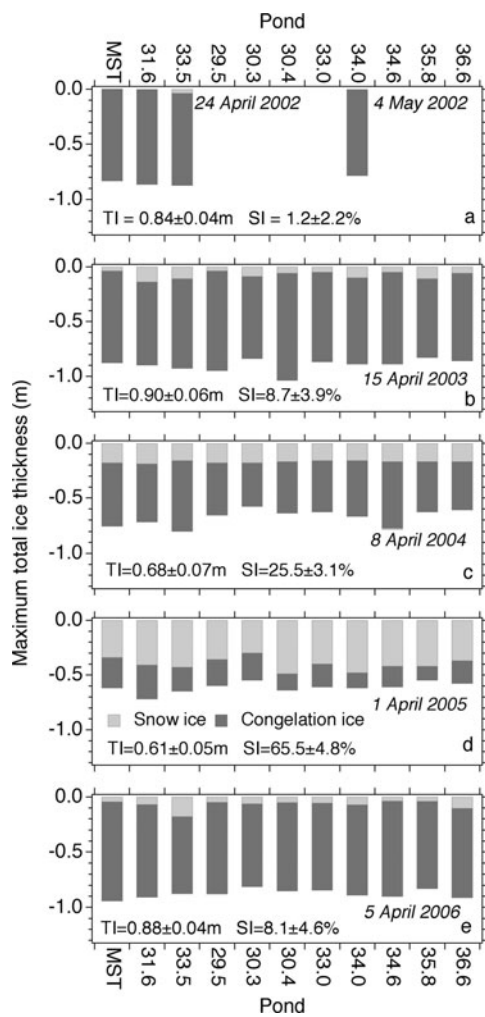 Pond
MST 31.6 33.5 29.5 30.3 30.4 33.0 34.0 34.6 35.8 36.6
Maximum total ice thickness (m)
0.0
-0.5
-1.0
24 April 2002 4 May 2002
TI = 0.84±0.04m SI = 1.2±2.2% a
0.0
-0.5
-1.0
15 April 2003
TI=0.90±0.06m SI=8.7±3.9% b
0.0
-0.5
-1.0
8 April 2004
TI=0.68±0.07m SI=25.5±3.1% c
0.0
-0.5
-1.0
1 April 2005
Snow ice Congelation ice
TI=0.61±0.05m SI=65.5±4.8% d
0.0
-0.5
-1.0
5 April 2006
TI=0.88±0.04m SI=8.1±4.6% e
MST 31.6 33.5 29.5 30.3 30.4 33.0 34.0 34.6 35.8 36.6
Pond